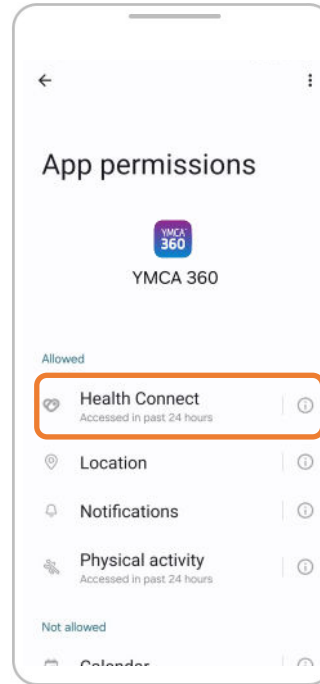 App permissions
YMCA
360
YMCA 360
Allowed
Health Connect
Accessed in past 24 hours
Location
Notifications
Physical activity
Accessed in past 24 hours
Not allowed
Calendar